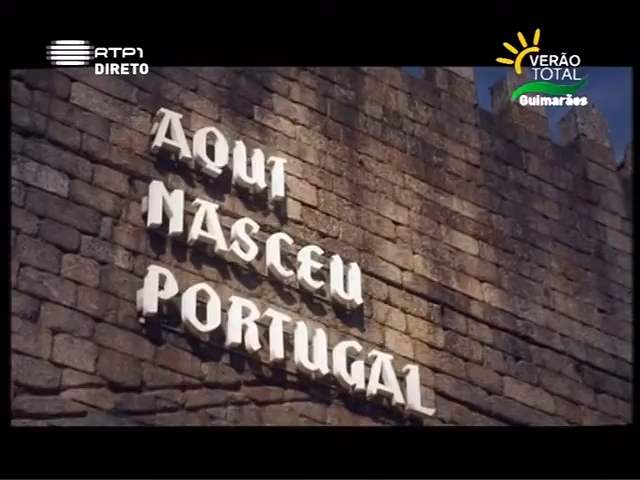 RTP1
DIRETO
VERÃO
TOTAL
Guimarães
AQUI
NASCEU
PORTUGAL